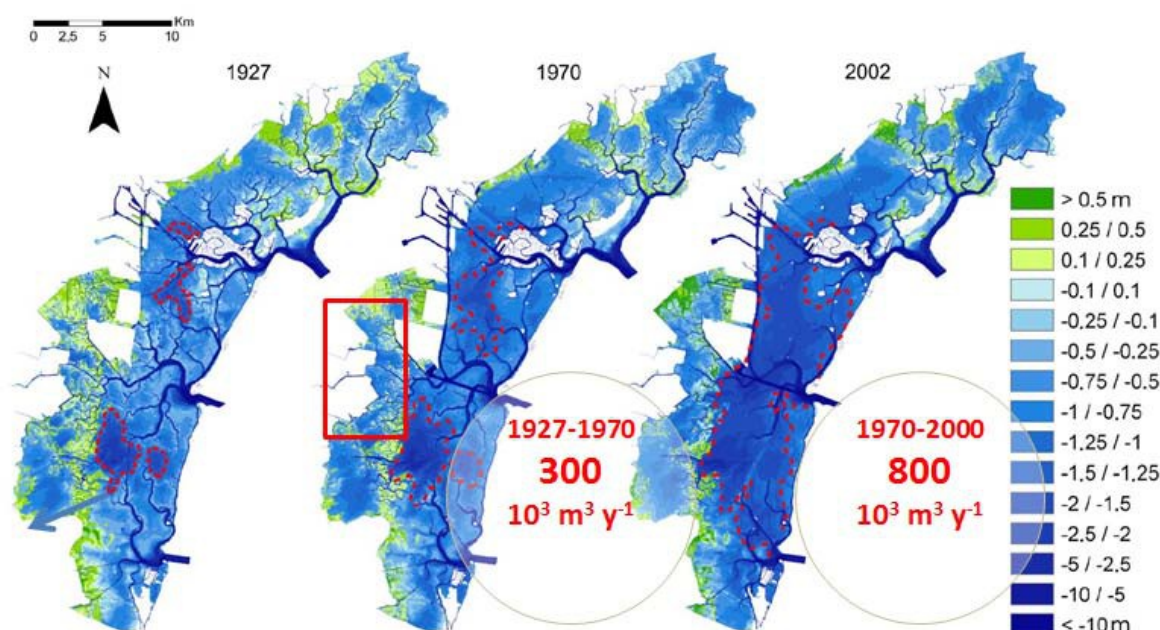 Km
0 2,5 5 10
N
1927
1970
2002
> 0.5 m
0.25 / 0.5
0.1 / 0.25
-0.1 / 0.1
-0.25 / -0.1
-0.5 / -0.25
-0.75 / -0.5
-1 / -0.75
-1.25 / -1
-1.5 / -1.25
-2 / -1.5
-2.5 / -2
-5 / -2.5
-10 / -5
< -10 m
1927-1970
300
10³ m³ y⁻¹
1970-2000
800
10³ m³ y⁻¹